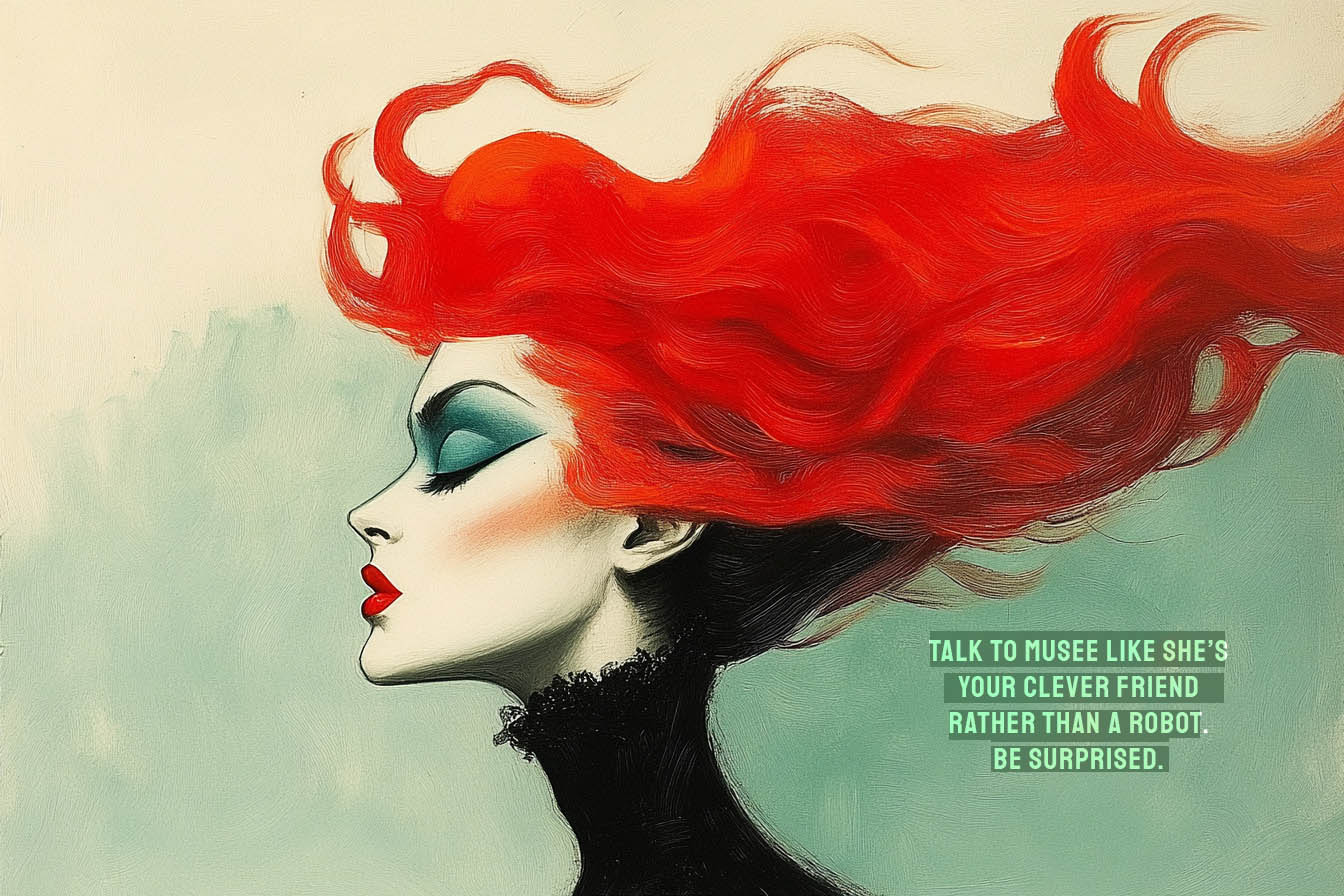 TALK TO MUSEE LIKE SHE'S
YOUR CLEVER FRIEND
RATHER THAN A ROBOT.
BE SURPRISED.